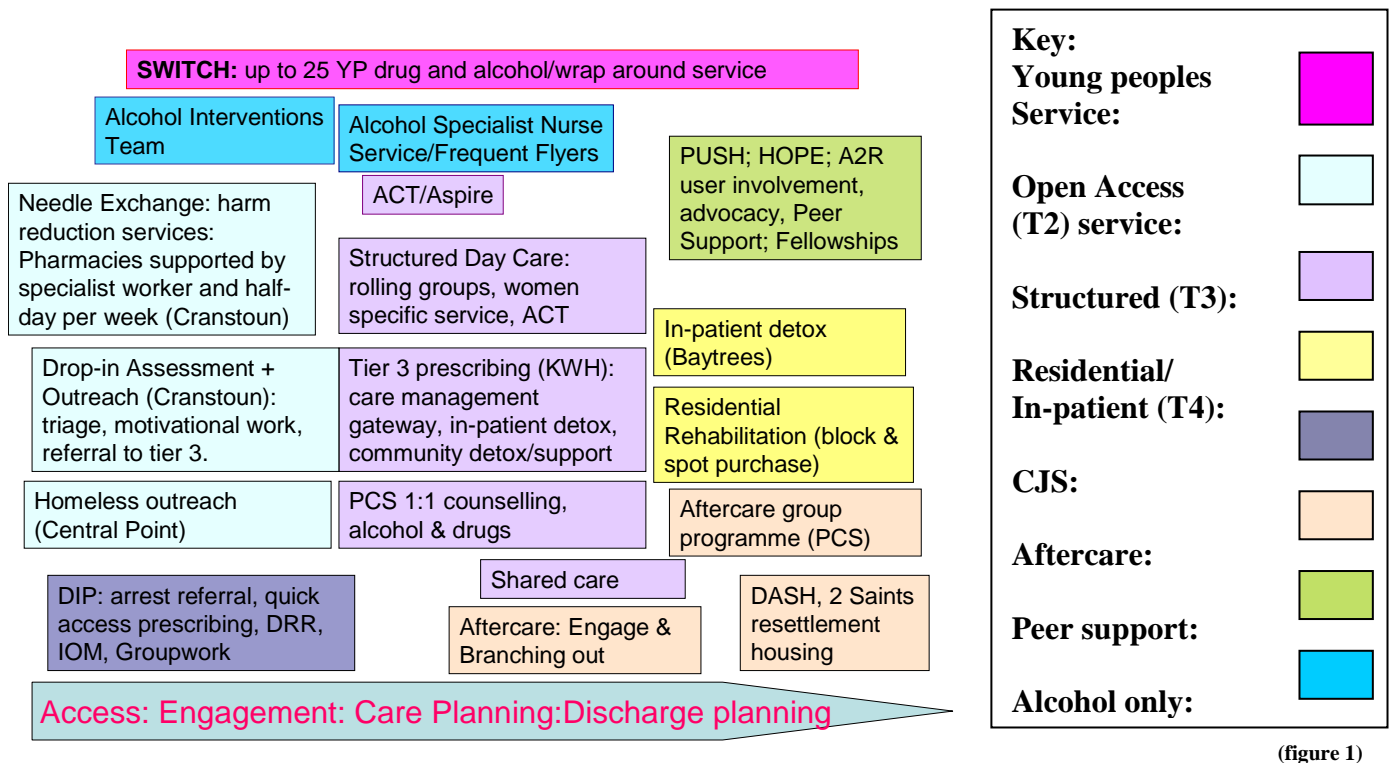 SWITCH: up to 25 YP drug and alcohol/wrap around service
Alcohol Interventions
Team
Alcohol Specialist Nurse
Service/Frequent Flyers
PUSH; HOPE; A2R
user involvement,
advocacy, Peer
Support; Fellowships
ACT/Aspire
Needle Exchange: harm
reduction services:
Pharmacies supported by
specialist worker and half-
day per week (Cranstoun)
Structured Day Care:
rolling groups, women
specific service, ACT
In-patient detox
(Baytrees)
Drop-in Assessment +
Outreach (Cranstoun):
triage, motivational work,
referral to tier 3.
Tier 3 prescribing (KWH):
care management
gateway, in-patient detox,
community detox/support
Residential
Rehabilitation (block &
spot purchase)
Homeless outreach
(Central Point)
PCS 1:1 counselling,
alcohol & drugs
Aftercare group
programme (PCS)
Shared care
DIP: arrest referral, quick
access prescribing, DRR,
IOM, Groupwork
Aftercare: Engage &
Branching out
DASH, 2 Saints
resettlement
housing
Access: Engagement: Care Planning:Discharge planning
Key:
Young peoples
Service:
Open Access
(T2) service:
Structured (T3):
Residential/
In-patient (T4):
CJS:
Aftercare:
Peer support:
Alcohol only:
(figure 1)